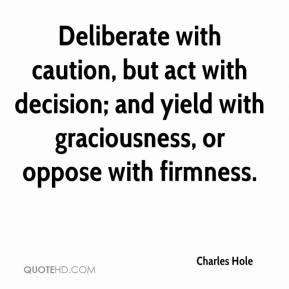 Deliberate with
caution, but act with
decision; and yield with
graciousness, or
oppose with firmness.
Charles Hole
QUOTEHD.COM